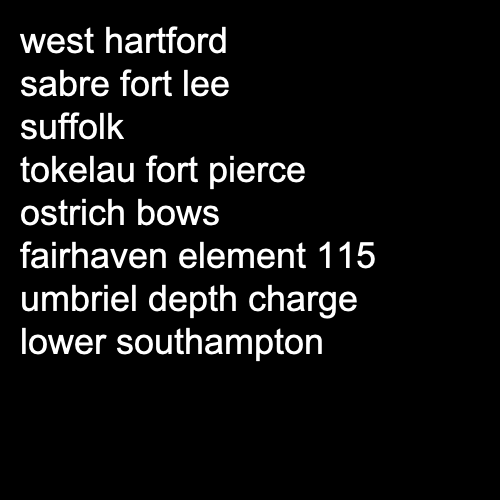 west hartford
sabre fort lee
suffolk
tokelau fort pierce
ostrich bows
fairhaven element 115
umbriel depth charge
lower southampton